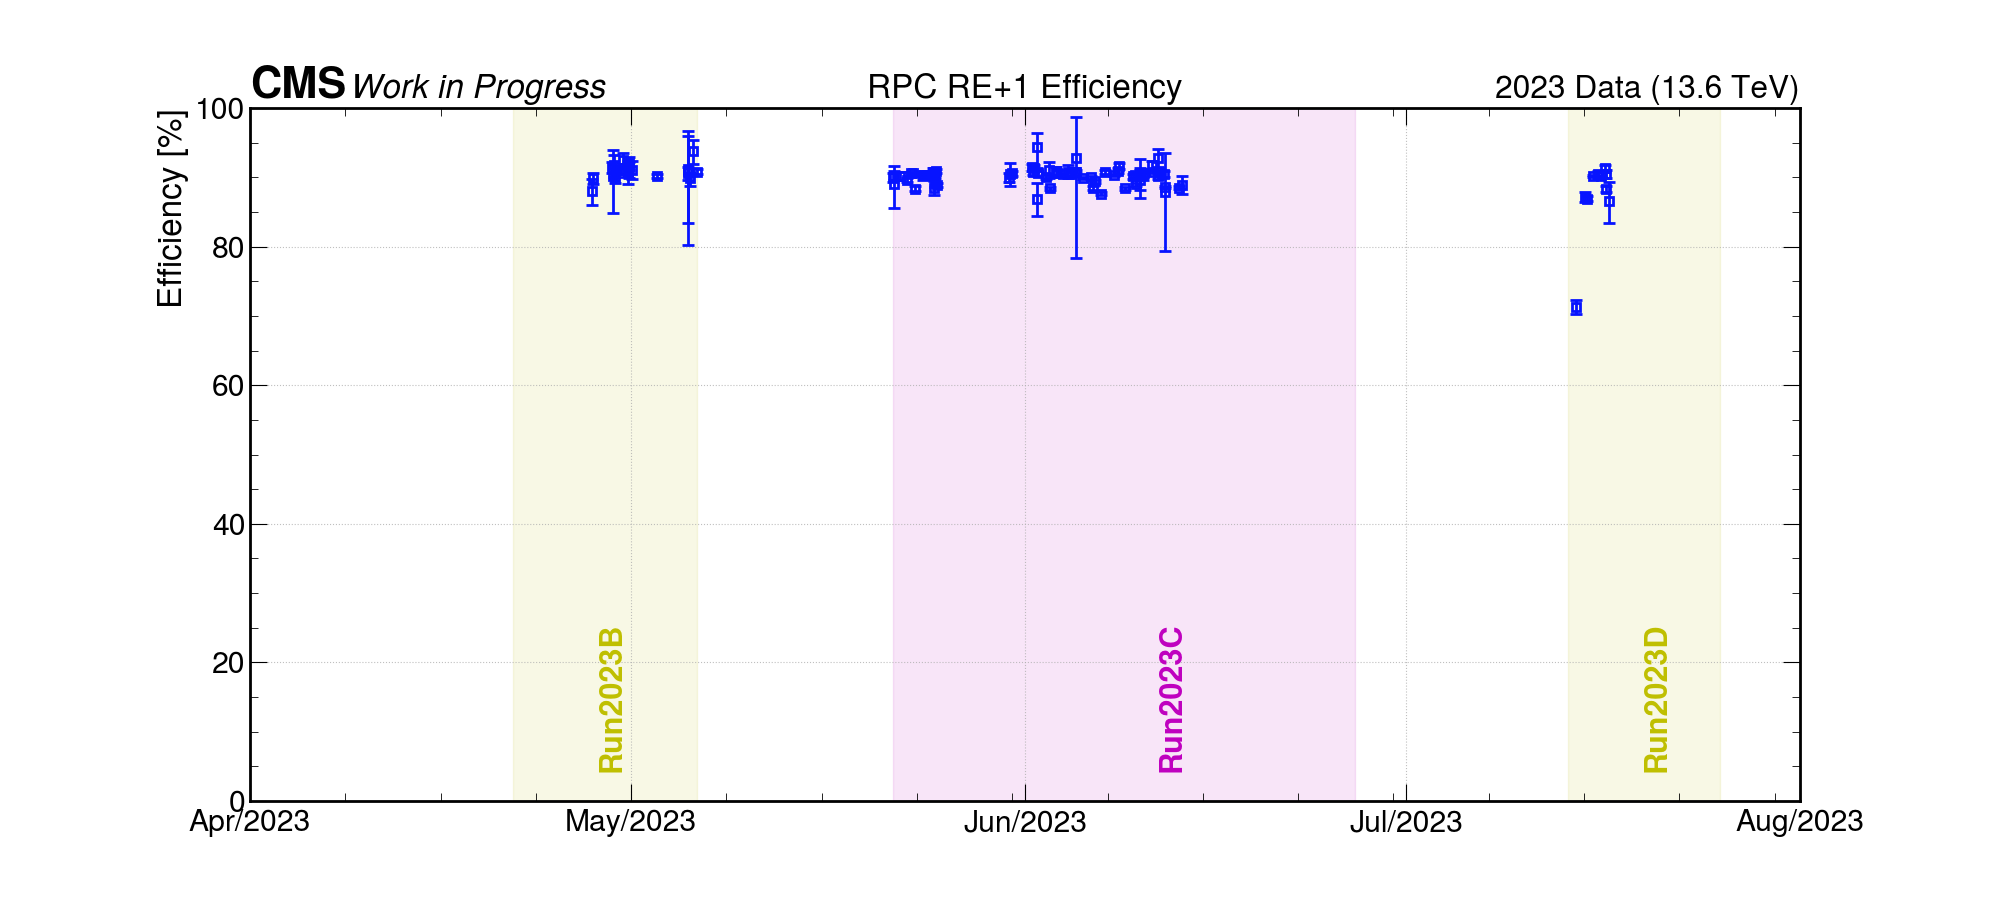 CMS Work in Progress RPC RE+1 Efficiency 2023 Data (13.6 TeV)
Efficiency [%]
100
80
60
40
20
0
Run2023B Run2023C Run2023D
Apr/2023 May/2023 Jun/2023 Jul/2023 Aug/2023